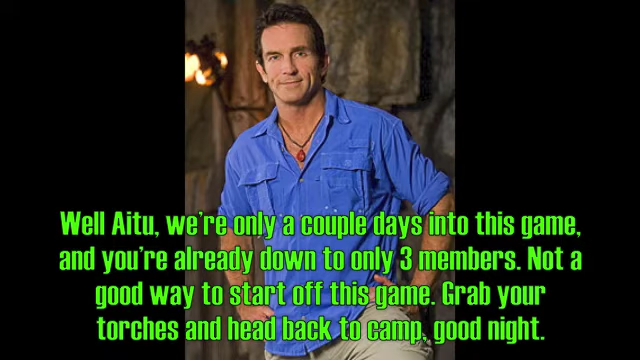 Well Aitu, we're only a couple days into this game,
and you're already down to only 3 members. Not a
good way to start off this game. Grab your
torches and head back to camp, good night.